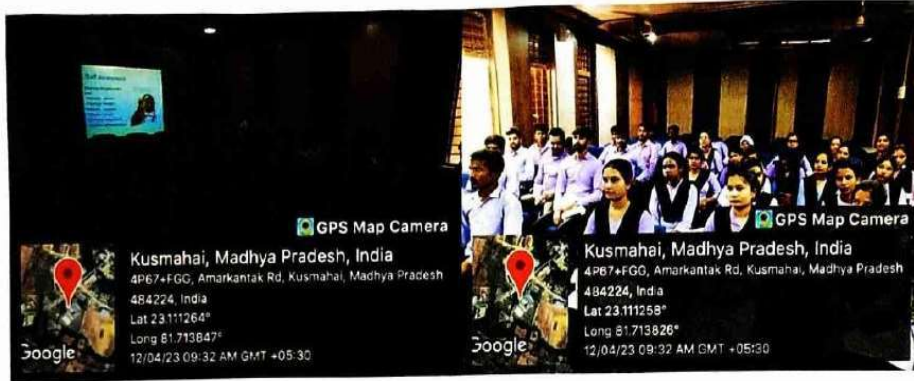 GPS Map Camera
Kusmahai, Madhya Pradesh, India
4P67+FGG, Amarkantak Rd, Kusmahai, Madhya Pradesh
484224, India
Lat 23.111264°
Long 81.713847°
12/04/23 09:32 AM GMT +05:30
Google
GPS Map Camera
Kusmahai, Madhya Pradesh, India
4P67+FGG, Amarkantak Rd, Kusmahai, Madhya Pradesh
484224, India
Lat 23.111258°
Long 81.713826°
12/04/23 09:32 AM GMT +05:30
Google